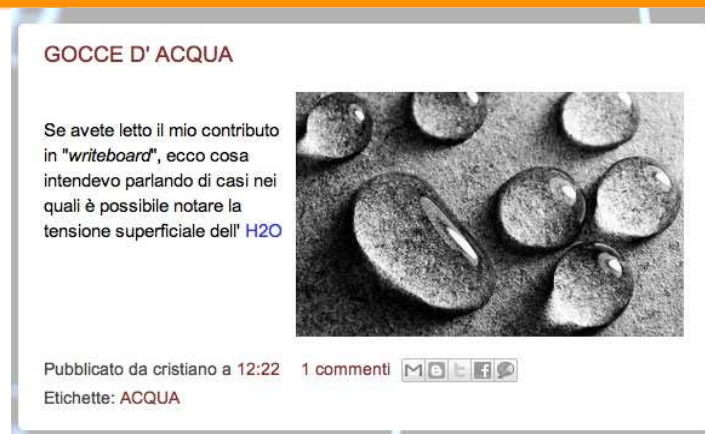 GOCCE D' ACQUA
Se avete letto il mio contributo
in "writeboard", ecco cosa
intendevo parlando di casi nei
quali è possibile notare la
tensione superficiale dell' H2O
Pubblicato da cristiano a 12:22 1 commenti
Etichette: ACQUA